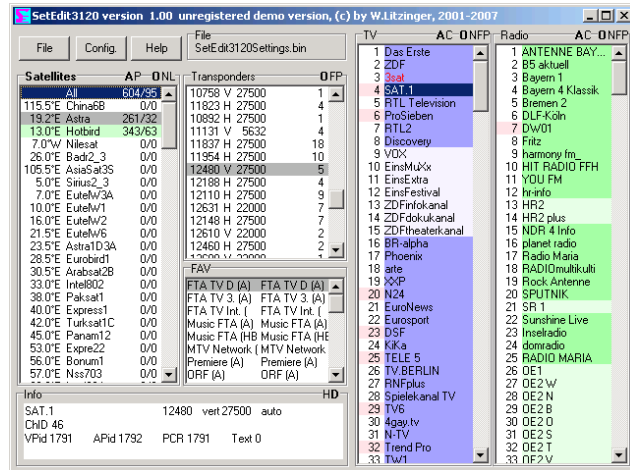 SetEdit3120 version 1.00 unregistered demo version, (c) by W.Litzinger, 2001-2007
File Config. Help
File
SetEdit3120Settings.bin
Satellites A P O N L
All 604/95
115.5°E China6B 0/0
19.2°E Astra 261/32
13.0°E Hotbird 343/63
7.0°W Nilesat 0/0
26.0°E Badr2_3 0/0
105.5°E AsiaSat3S 0/0
5.0°E Sirius2_3 0/0
7.0°E EutelW3A 0/0
10.0°E EutelW1 0/0
16.0°E EutelW2 0/0
21.5°E EutelW6 0/0
23.5°E Astra1D3A 0/0
28.5°E Eurobird1 0/0
30.5°E Arabsat2B 0/0
33.0°E Intel802 0/0
38.0°E Paksat1 0/0
40.0°E Express1 0/0
42.0°E Turksat1C 0/0
45.0°E Panam12 0/0
53.0°E Expre22 0/0
56.0°E Bonum1 0/0
57.0°E Nss703 0/0
Transponders O F P
10758 V 27500 1
11823 H 27500 4
10892 H 27500 1
11131 V 5632 4
11837 H 27500 18
11954 H 27500 10
12480 V 27500 5
12188 H 27500 4
12110 H 27500 9
12631 H 22000 7
12148 H 27500 7
12610 V 22000 2
12460 H 27500 2
FAV
FTA TV D (A) FTA TV D (A)
FTA TV 3. (A) FTA TV 3. (A)
FTA TV Int. ( FTA TV Int. (
Music FTA (A) Music FTA (A)
Music FTA (HB Music FTA (HB
MTV Network ( MTV Network
Premiere (A) Premiere (A)
ORF (A) ORF (A)
Info HD
SAT.1 12480 vert 27500 auto
ChID 46
VPid 1791 APid 1792 PCR 1791 Text 0
TV A C O N F P
1 Das Erste
2 ZDF
3 3sat
4 SAT.1
5 RTL Television
6 ProSieben
7 RTL2
8 Discovery
9 VOX
10 EinsMuXx
11 EinsExtra
12 EinsFestival
13 ZDFinfokanal
14 ZDFdokukanal
15 ZDFtheaterkanal
16 BR-alpha
17 Phoenix
18 arte
19 XXP
20 N24
21 EuroNews
22 Eurosport
23 DSF
24 KiKa
25 TELE 5
26 TV.BERLIN
27 RNFplus
28 Spielekanal TV
29 TV6
30 4gay.tv
31 N-TV
32 Trend Pro
33 TW1
Radio A C O N F P
1 ANTENNE BAY...
2 B5 aktuell
3 Bayern 1
4 Bayern 4 Klassik
5 Bremen 2
6 DLF-Köln
7 DW01
8 Fritz
9 harmony fm_
10 HIT RADIO FFH
11 YOU FM
12 hr-info
13 HR2
14 HR2 plus
15 NDR 4 Info
16 planet radio
17 Radio Maria
18 RADIOmultikulti
19 Rock Antenne
20 SPUTNIK
21 SR 1
22 Sunshine Live
23 Inselradio
24 domradio
25 RADIO MARIA
26 OE1
27 OE2 W
28 OE2 N
29 OE2 B
30 OE2 O
31 OE2 S
32 OE2 T
33 OE2 V